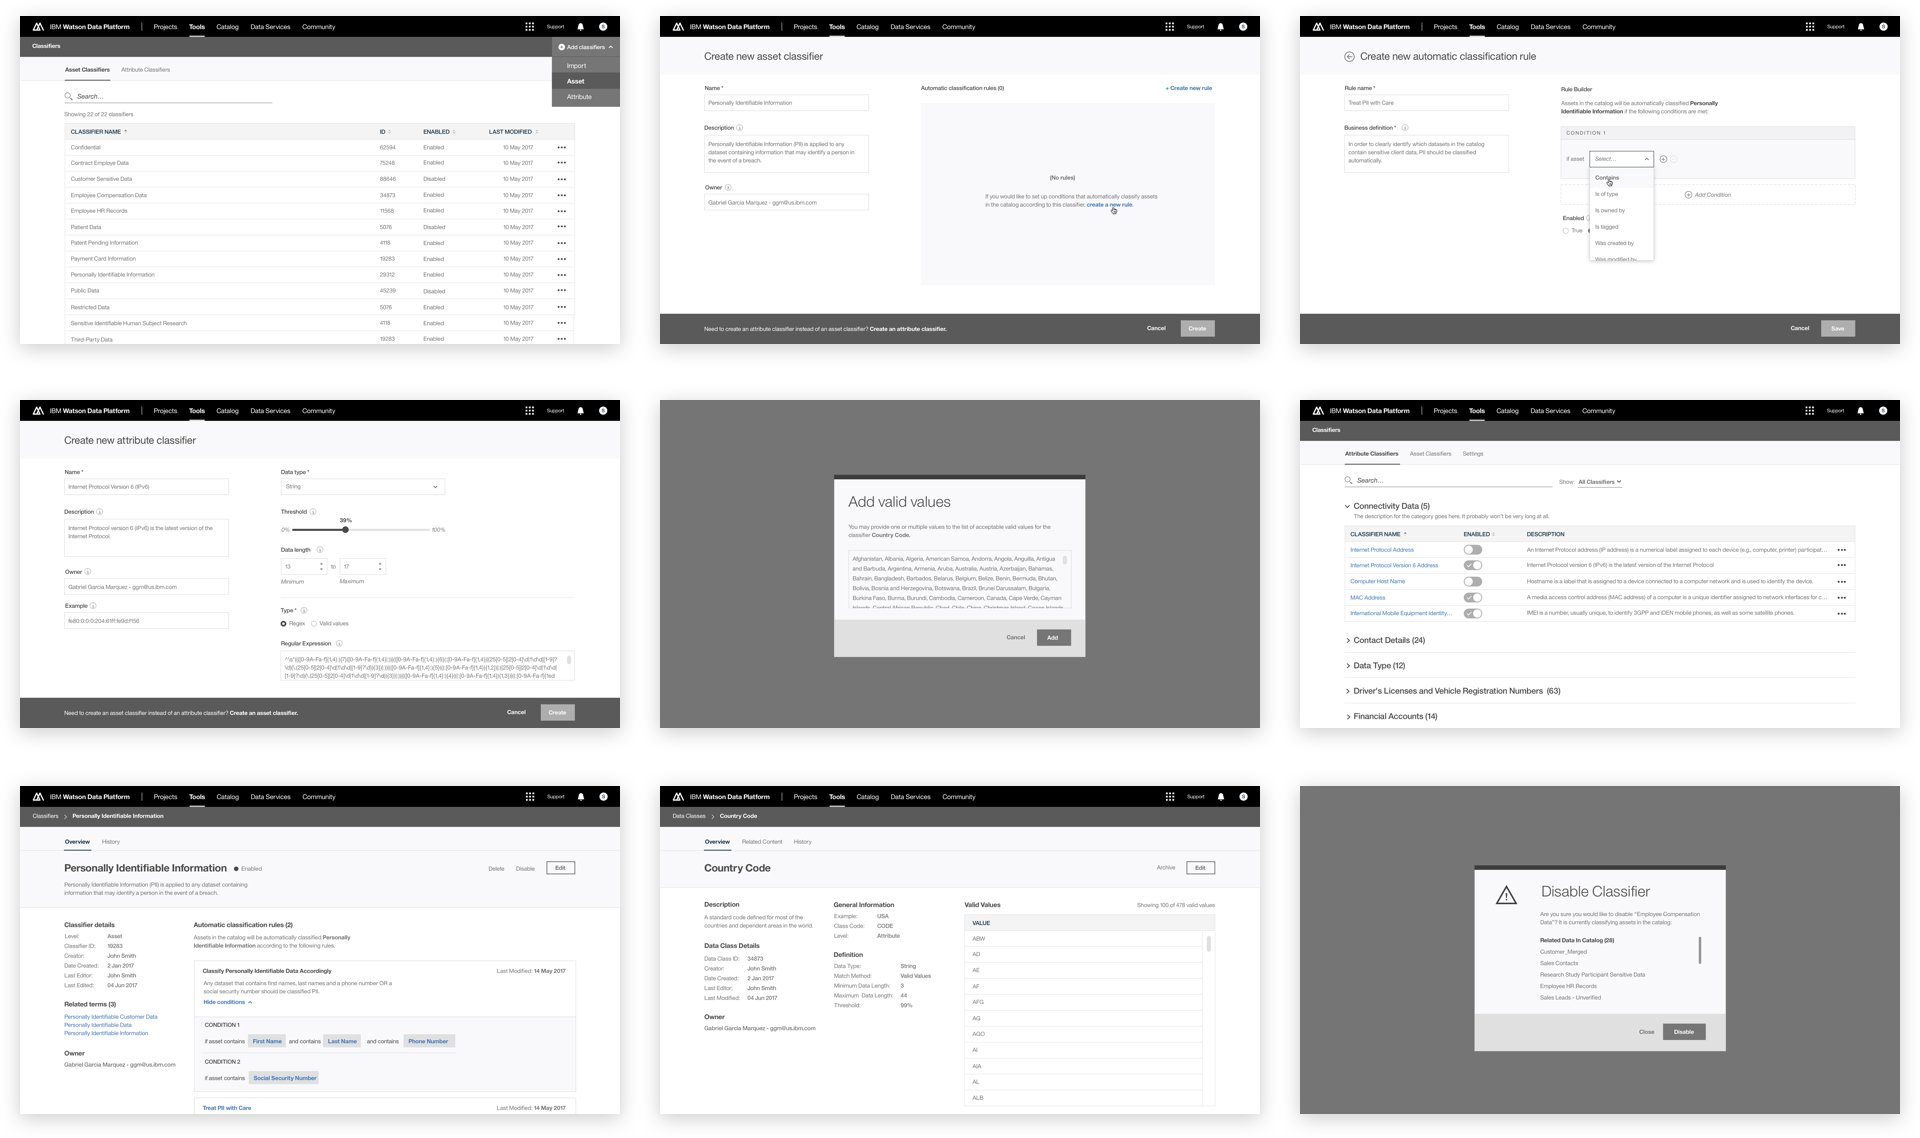 IBM Watson Data Platform | Projects Tools Catalog Data Services Community Support
Classifiers
Add classifiers
Import
Asset
Attribute
Asset Classifiers Attribute Classifiers
Search...
Showing 22 of 22 classifiers
CLASSIFIER NAME ID ENABLED LAST MODIFIED
Confidential 62594 Enabled 10 May 2017
Contract Employe Data 75248 Enabled 10 May 2017
Customer Sensitive Data 88646 Disabled 10 May 2017
Employee Compensation Data 34873 Enabled 10 May 2017
Employee HR Records 11568 Enabled 10 May 2017
Patient Data 5076 Disabled 10 May 2017
Patent Pending Information 4118 Enabled 10 May 2017
Payment Card Information 19283 Enabled 10 May 2017
Personally Identifiable Information 29312 Enabled 10 May 2017
Public Data 45239 Disabled 10 May 2017
Restricted Data 5076 Enabled 10 May 2017
Sensitive Identifiable Human Subject Research 4118 Enabled 10 May 2017
Third-Party Data 19283 Enabled 10 May 2017
IBM Watson Data Platform | Projects Tools Catalog Data Services Community Support
Create new asset classifier
Name *
Personally Identifiable Information
Description
Personally Identifiable Information (PII) is applied to any
dataset containing information that may identify a person in
the event of a breach.
Owner
Gabriel Garcia Marquez - ggm@us.ibm.com
Automatic classification rules (0) + Create new rule
(No rules)
If you would like to set up conditions that automatically classify assets
in the catalog according to this classifier, create a new rule.
Need to create an attribute classifier instead of an asset classifier? Create an attribute classifier. Cancel Create
IBM Watson Data Platform | Projects Tools Catalog Data Services Community Support
Create new automatic classification rule
Rule name *
Treat PII with Care
Business definition *
In order to clearly identify which datasets in the catalog
contain sensitive client data, PII should be classified
automatically.
Rule Builder
Assets in the catalog will be automatically classified Personally
Identifiable Information if the following conditions are met:
CONDITION 1
if asset Select...
Contains
Is of type
Is owned by
Is tagged
Was created by
Was modified by
Add Condition
Enabled
True
Cancel Save
IBM Watson Data Platform | Projects Tools Catalog Data Services Community Support
Create new attribute classifier
Name *
Internet Protocol Version 6 (IPv6)
Description
Internet Protocol version 6 (IPv6) is the latest version of the
Internet Protocol.
Owner
Gabriel Garcia Marquez - ggm@us.ibm.com
Example
Data type *
String
Threshold
39%
0% 100%
Data length
13 to 17
Minimum Maximum
Type *
Regex Valid values
Regular Expression
Need to create an asset classifier instead of an attribute classifier? Create an asset classifier. Cancel Create
Add valid values
You may provide one or multiple values to the list of acceptable valid values for the
classifier Country Code.
Afghanistan, Albania, Algeria, American Samoa, Andorra, Angola, Anguilla, Antigua
and Barbuda, Argentina, Armenia, Aruba, Australia, Austria, Azerbaijan, Bahamas,
Bahrain, Bangladesh, Barbados, Belarus, Belgium, Belize, Benin, Bermuda, Bhutan,
Bolivia, Bosnia and Herzegovina, Botswana, Brazil, Brunei Darussalem, Bulgaria,
Burkina Faso, Burma, Burundi, Cambodia, Cameroon, Canada, Cape Verde, Cayman
Cancel Add
IBM Watson Data Platform | Projects Tools Catalog Data Services Community Support
Classifiers
Attribute Classifiers Asset Classifiers Settings
Search... Show: All Classifiers
Connectivity Data (5)
The description for the category goes here. It probably won't be very long at all.
CLASSIFIER NAME ENABLED DESCRIPTION
Internet Protocol Address An Internet Protocol address (IP address) is a numerical label assigned to each device (e.g., computer, printer) participat...
Internet Protocol Version 6 Address Internet Protocol version 6 (IPv6) is the latest version of the Internet Protocol
Computer Host Name Hostname is a label that is assigned to a device connected to a computer network and is used to identify the device.
MAC Address A media access control address (MAC address) of a computer is a unique identifier assigned to network interfaces for c...
International Mobile Equipment Identity... IMEI is a number, usually unique, to identify 3GPP and iDEN mobile phones, as well as some satellite phones.
Contact Details (24)
Data Type (12)
Driver's Licenses and Vehicle Registration Numbers (63)
Financial Accounts (14)
IBM Watson Data Platform | Projects Tools Catalog Data Services Community Support
Classifiers > Personally Identifiable Information
Overview History
Personally Identifiable Information Enabled Delete Disable Edit
Personally Identifiable Information (PII) is applied to any dataset containing
information that may identify a person in the event of a breach.
Classifier details
Level: Asset
Classifier ID: 19283
Creator: John Smith
Date Created: 2 Jan 2017
Last Editor: John Smith
Last Edited: 04 Jun 2017
Related terms (3)
Personally Identifiable Customer Data
Personally Identifiable Data
Personally Identifiable Information
Owner
Gabriel Garcia Marquez - ggm@us.ibm.com
Automatic classification rules (2)
Assets in the catalog will be automatically classified Personally
Identifiable Information according to the following rules.
Classify Personally Identifiable Data Accordingly Last Modified: 14 May 2017
Any dataset that contains first names, last names and a phone number OR a
social security number should be classified PII.
Hide conditions
CONDITION 1
if asset contains First Name and contains Last Name and contains Phone Number
CONDITION 2
if asset contains Social Security Number
Treat PII with Care Last Modified: 14 May 2017
IBM Watson Data Platform | Projects Tools Catalog Data Services Community Support
Data Classes > Country Code
Overview Related Content History
Country Code Archive Edit
Description
A standard code defined for most of the
countries and dependent areas in the world.
Data Class Details
Data Class ID: 34873
Creator: John Smith
Date Created: 2 Jan 2017
Last Editor: John Smith
Last Modified: 04 Jun 2017
Owner
Gabriel Garcia Marquez - ggm@us.ibm.com
General Information
Example: USA
Class Code: CODE
Level: Attribute
Definition
Data Type: String
Match Method: Valid Values
Minimum Data Length: 3
Maximum Data Length: 44
Threshold: 99%
Valid Values Showing 100 of 478 valid values
VALUE
ABW
AD
AE
AF
AFG
AG
AGO
AI
AIA
AL
ALB
Disable Classifier
Are you sure you would like to disable "Employee Compensation
Data"? It is currently classifying assets in the catalog:
Related Data In Catalog (28)
Customer_Merged
Sales Contacts
Research Study Participant Sensitive Data
Employee HR Records
Sales Leads - Unverified
Close Disable